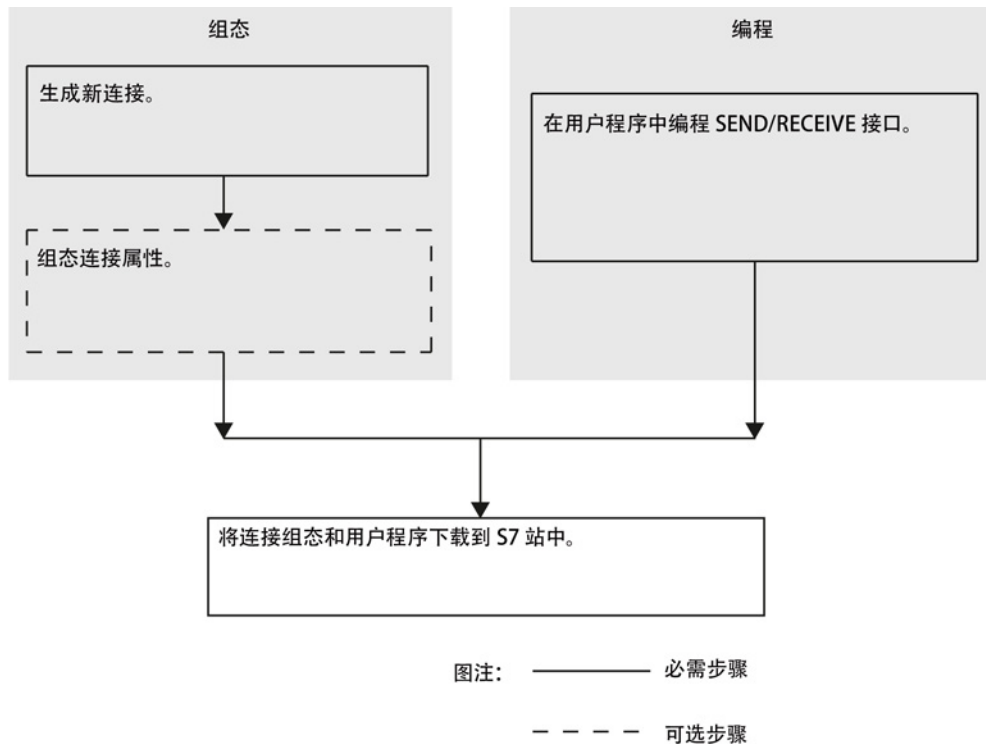 组态
生成新连接。
组态连接属性。
编程
在用户程序中编程 SEND/RECEIVE 接口。
将连接组态和用户程序下载到 S7 站中。
图注： 必需步骤
可选步骤